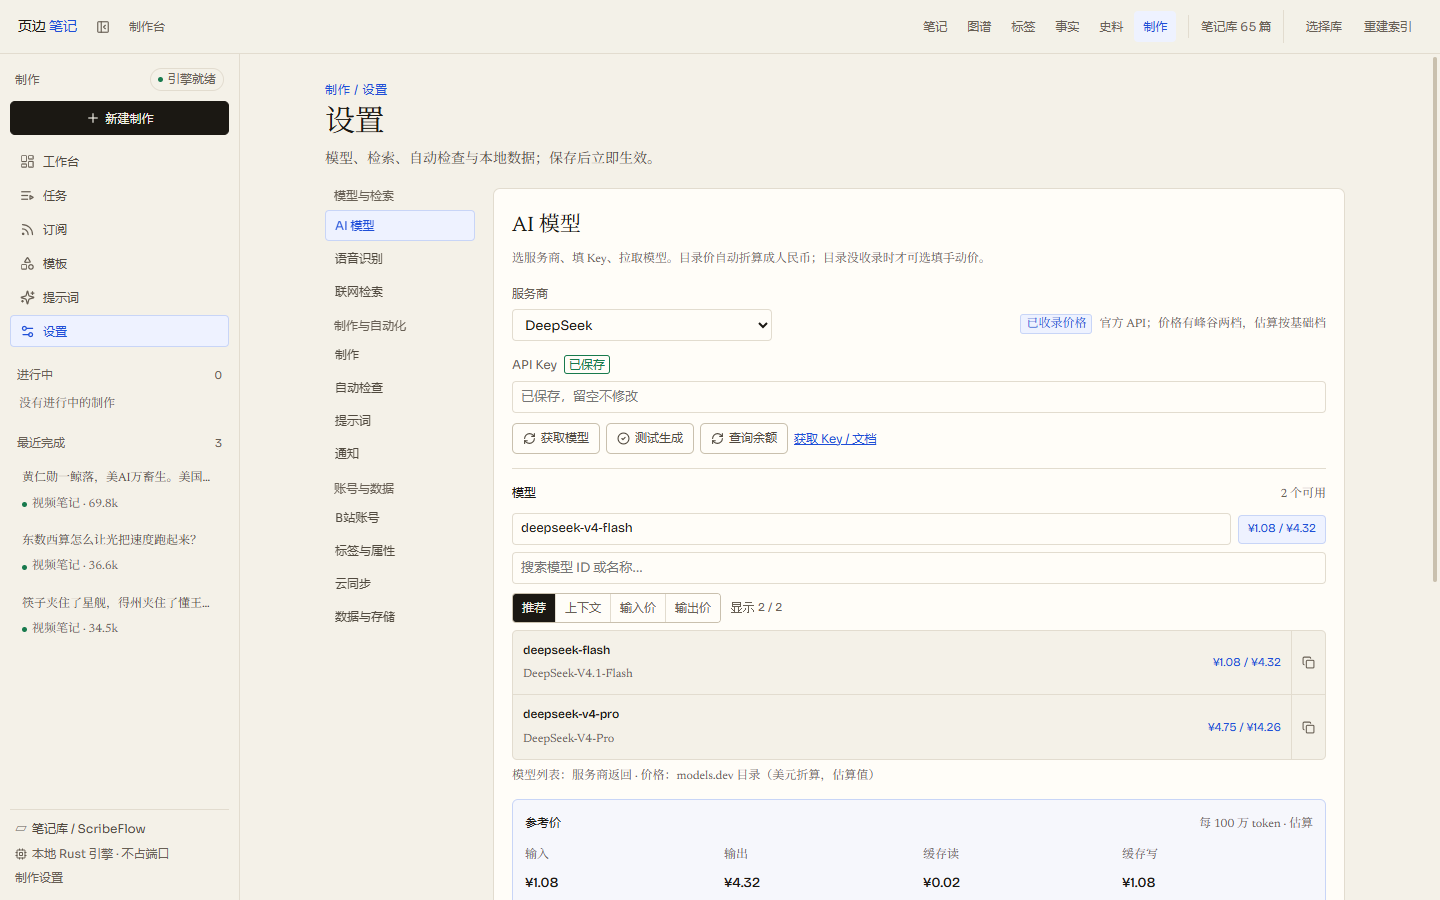 页边 笔记
制作台
笔记 图谱 标签 事实 史料 制作 笔记库 65 篇 选择库 重建索引
制作
引擎就绪
新建制作
工作台
任务
订阅
模板
提示词
设置
进行中 0
没有进行中的制作
最近完成 3
黄仁勋一鲸落，美AI万畜生。美国...
视频笔记 · 69.8k
东数西算怎么让光把速度跑起来？
视频笔记 · 36.6k
筷子夹住了星舰，得州夹住了懂王...
视频笔记 · 34.5k
笔记库 / ScribeFlow
本地 Rust 引擎 · 不占端口
制作设置
制作 / 设置
设置
模型、检索、自动检查与本地数据；保存后立即生效。
模型与检索
AI 模型
语音识别
联网检索
制作与自动化
制作
自动检查
提示词
通知
账号与数据
B站账号
标签与属性
云同步
数据与存储
AI 模型
选服务商、填 Key、拉取模型。目录价自动折算成人民币；目录没收录时才可选填手动价。
服务商
DeepSeek
已收录价格 官方 API；价格有峰谷两档，估算按基础档
API Key 已保存
已保存，留空不修改
获取模型 测试生成 查询余额 获取 Key / 文档
模型 2 个可用
deepseek-v4-flash ¥1.08 / ¥4.32
搜索模型 ID 或名称...
推荐 上下文 输入价 输出价 显示 2 / 2
deepseek-flash
DeepSeek-V4.1-Flash
¥1.08 / ¥4.32
deepseek-v4-pro
DeepSeek-V4-Pro
¥4.75 / ¥14.26
模型列表：服务商返回 · 价格：models.dev 目录（美元折算，估算值）
参考价 每 100 万 token · 估算
输入 输出 缓存读 缓存写
¥1.08 ¥4.32 ¥0.02 ¥1.08